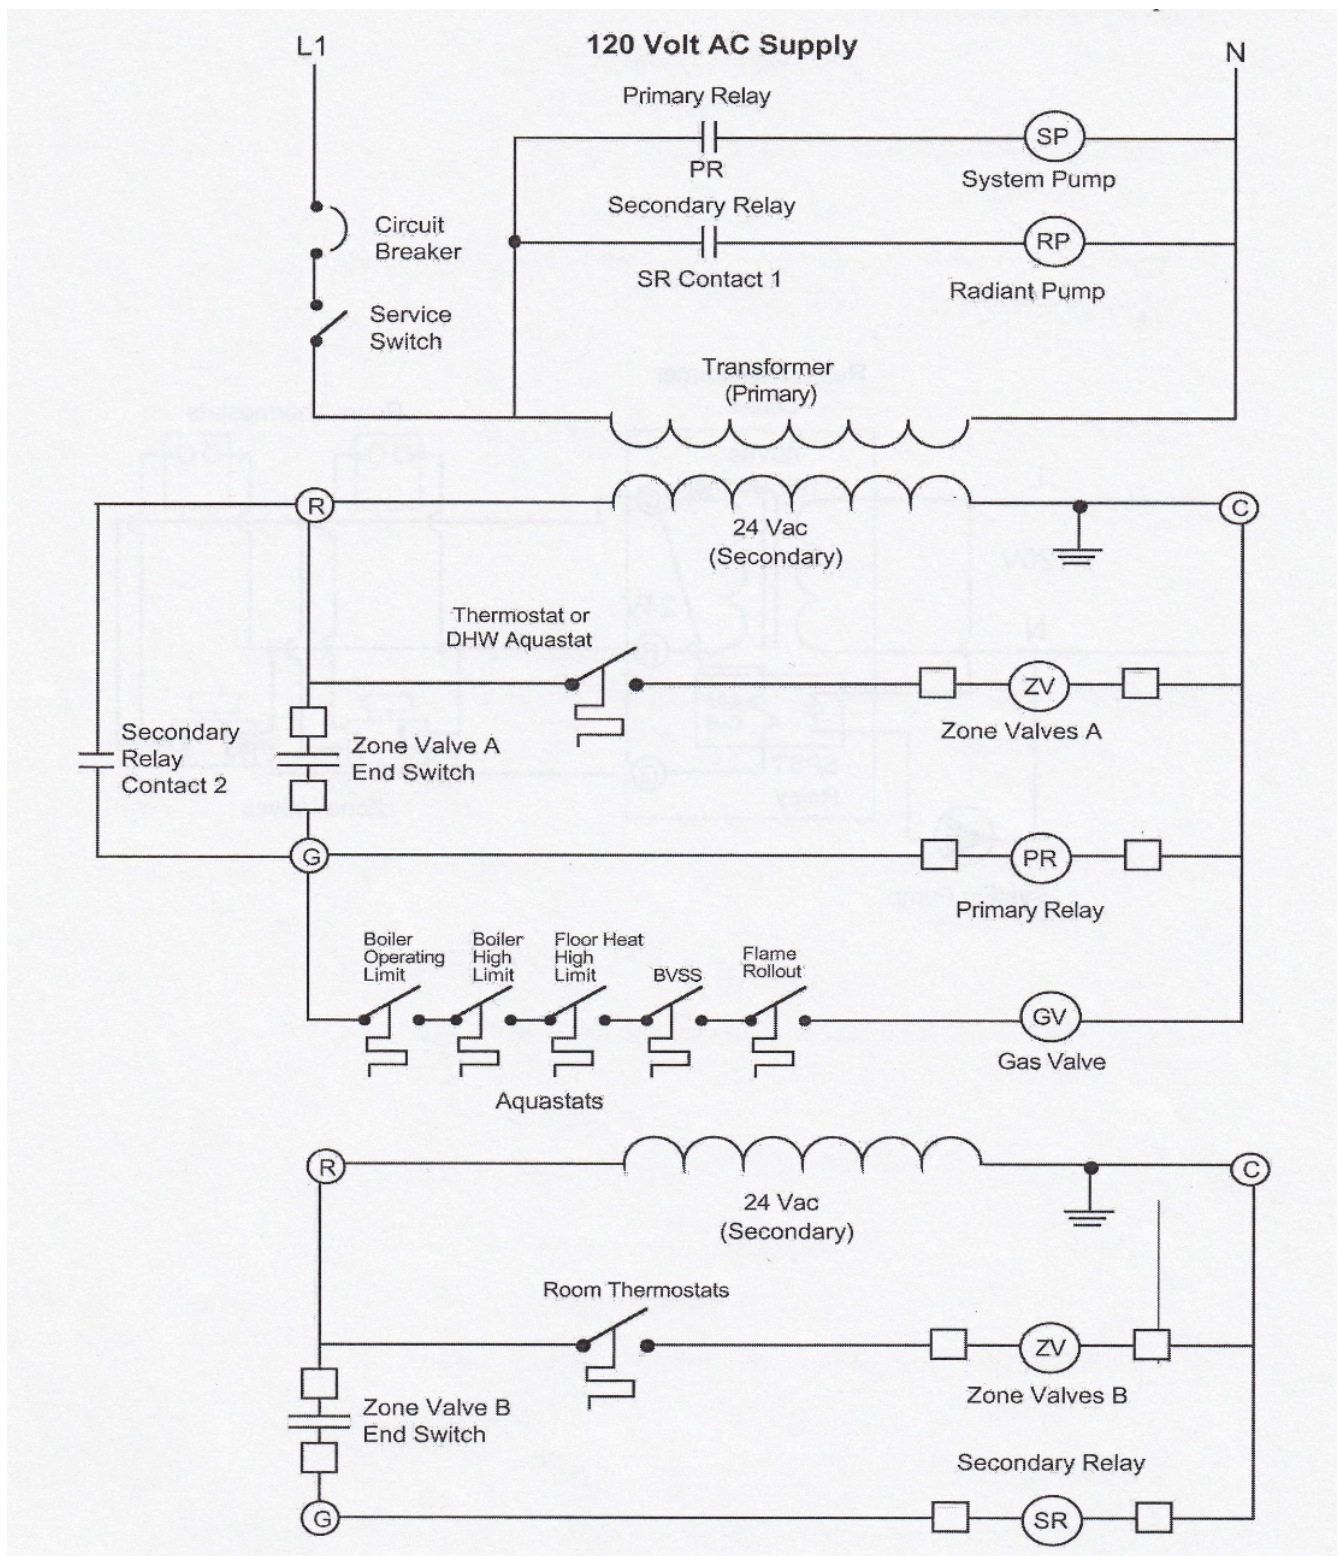 L1
120 Volt AC Supply
N
Primary Relay
PR
SP
System Pump
Secondary Relay
SR Contact 1
RP
Radiant Pump
Circuit
Breaker
Service
Switch
Transformer
(Primary)
R
24 Vac
(Secondary)
C
Thermostat or
DHW Aquastat
ZV
Zone Valves A
Secondary
Relay
Contact 2
Zone Valve A
End Switch
G
PR
Primary Relay
Boiler
Operating
Limit
Boiler
High
Limit
Floor Heat
High
Limit
BVSS
Flame
Rollout
GV
Gas Valve
Aquastats
R
24 Vac
(Secondary)
C
Room Thermostats
ZV
Zone Valves B
Zone Valve B
End Switch
Secondary Relay
G
SR